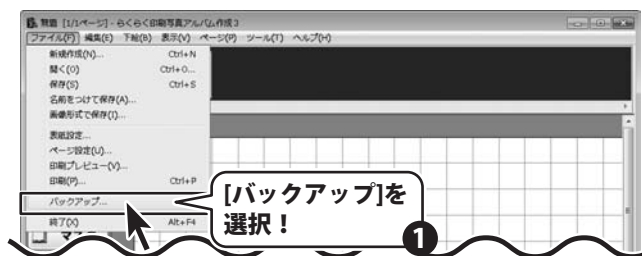 無題 [1/1ページ] - らくらく印刷写真アルバム作成3
ファイル(F) 編集(E) 下絵(B) 表示(V) ページ(P) ツール(T) ヘルプ(H)
新規作成(N)... Ctrl+N
開く(O) Ctrl+O...
保存(S) Ctrl+S
名前をつけて保存(A)...
画像形式で保存(I)...
表紙設定...
ページ設定(U)...
印刷プレビュー(V)...
印刷(P)... Ctrl+P
バックアップ...
終了(X) Alt+F4
[バックアップ]を
選択！
1